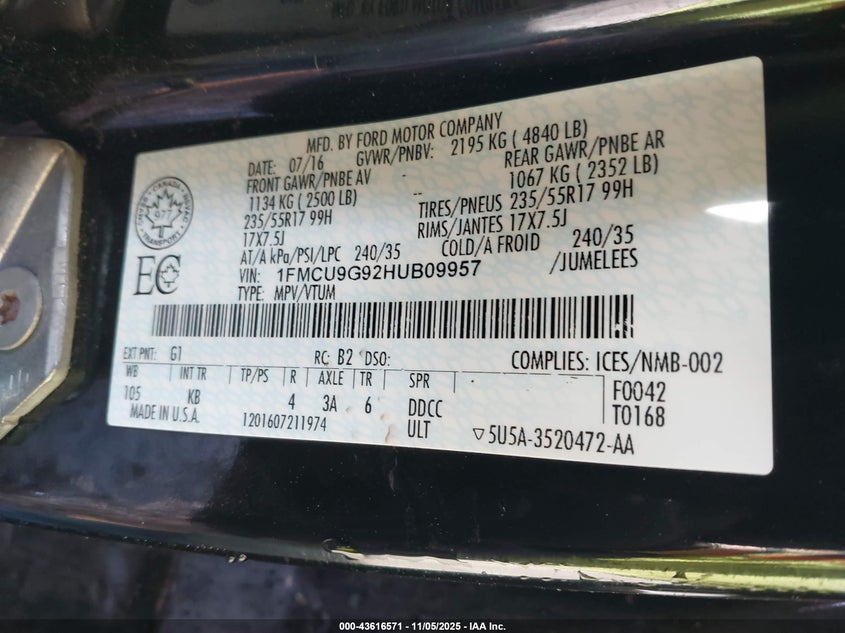 MFD. BY FORD MOTOR COMPANY
DATE: 07/16 GVWR/PNBV: 2195 KG ( 4840 LB)
FRONT GAWR/PNBE AV REAR GAWR/PNBE AR
1134 KG ( 2500 LB) -- 1067 KG ( 2352 LB)
235/55R17 99H TIRES/PNEUS 235/55R17 99H
17X7.5J RIMS/JANTES 17X7.5J
AT/A kPa/PSI/LPC 240/35 COLD/A FROID 240/35
VIN: 1FMCU9G92HUB09957 /JUMELEES
TYPE: MPV/VTUM
CANADA
TRANSPORT
977
EC
EXT PNT: G1 RC: B2 DSO: COMPLIES: ICES/NMB-002
WB INT TR TP/PS R AXLE TR SPR F0042
105 KB 4 3A 6 DDCC T0168
MADE IN U.S.A. 1201607211974 ULT ▽5U5A-3520472-AA
000-43616571 - 11/05/2025 - IAA Inc.